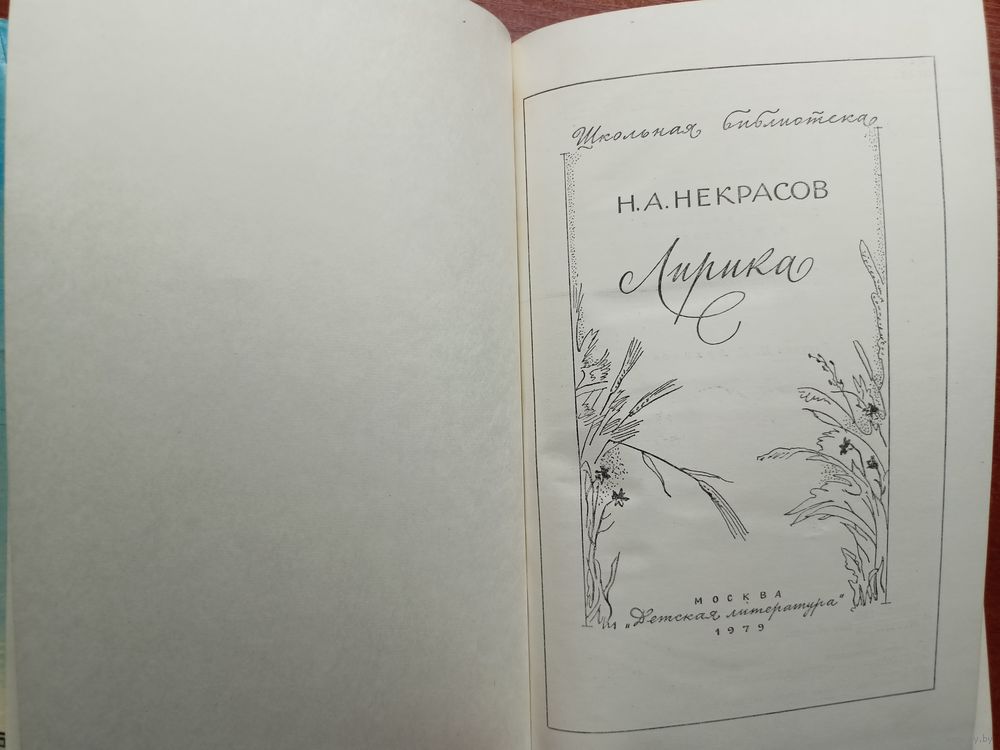 Школьная библиотека
Н.А.НЕКРАСОВ
Лирика
МОСКВА
„Детская литература"
1979